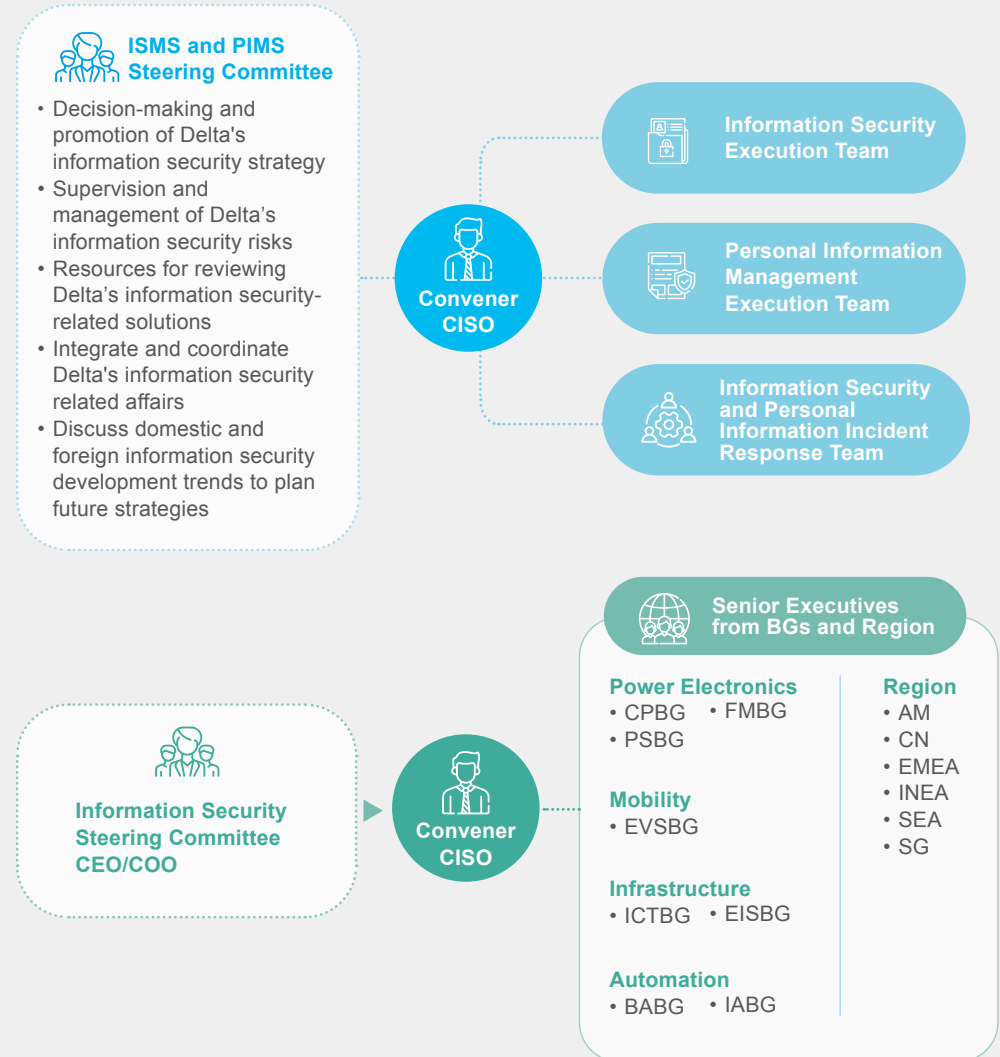 ISMS and PIMS
Steering Committee
• Decision-making and
promotion of Delta's
information security strategy
• Supervision and
management of Delta’s
information security risks
• Resources for reviewing
Delta’s information security-
related solutions
• Integrate and coordinate
Delta's information security
related affairs
• Discuss domestic and
foreign information security
development trends to plan
future strategies
Convener
CISO
Information Security
Execution Team
Personal Information
Management
Execution Team
Information Security
and Personal
Information Incident
Response Team
Information Security
Steering Committee
CEO/COO
Convener
CISO
Senior Executives
from BGs and Region
Power Electronics
• CPBG • FMBG
• PSBG
Mobility
• EVSBG
Infrastructure
• ICTBG • EISBG
Automation
• BABG • IABG
Region
• AM
• CN
• EMEA
• INEA
• SEA
• SG